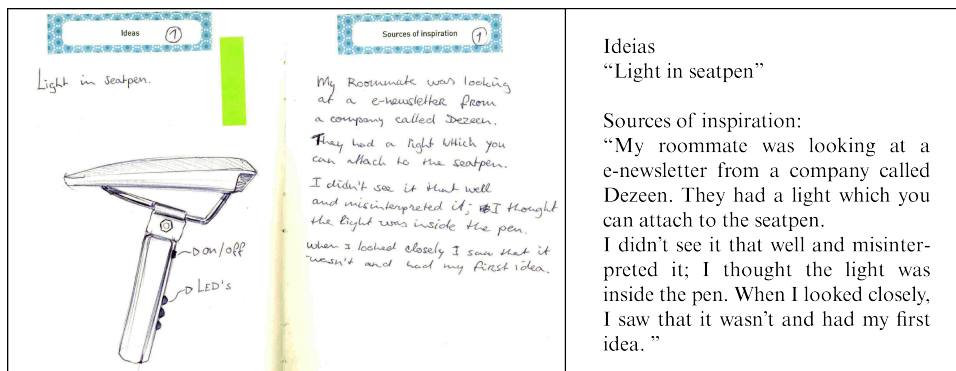 Ideas 1
Light in seatpen.
on/off
LED's
Sources of inspiration 1
My Roommate was looking
at a e-newsletter from
a company called Dezeen.
They had a light which you
can attach to the seatpen.
I didn't see it that well
and misinterpreted it; I thought
the light was inside the pen.
When I looked closely I saw that it
wasn't and had my first idea.
Ideias
“Light in seatpen”
Sources of inspiration:
“My roommate was looking at a
e-newsletter from a company called
Dezeen. They had a light which you
can attach to the seatpen.
I didn’t see it that well and misinter-
preted it; I thought the light was
inside the pen. When I looked closely,
I saw that it wasn’t and had my first
idea. ”